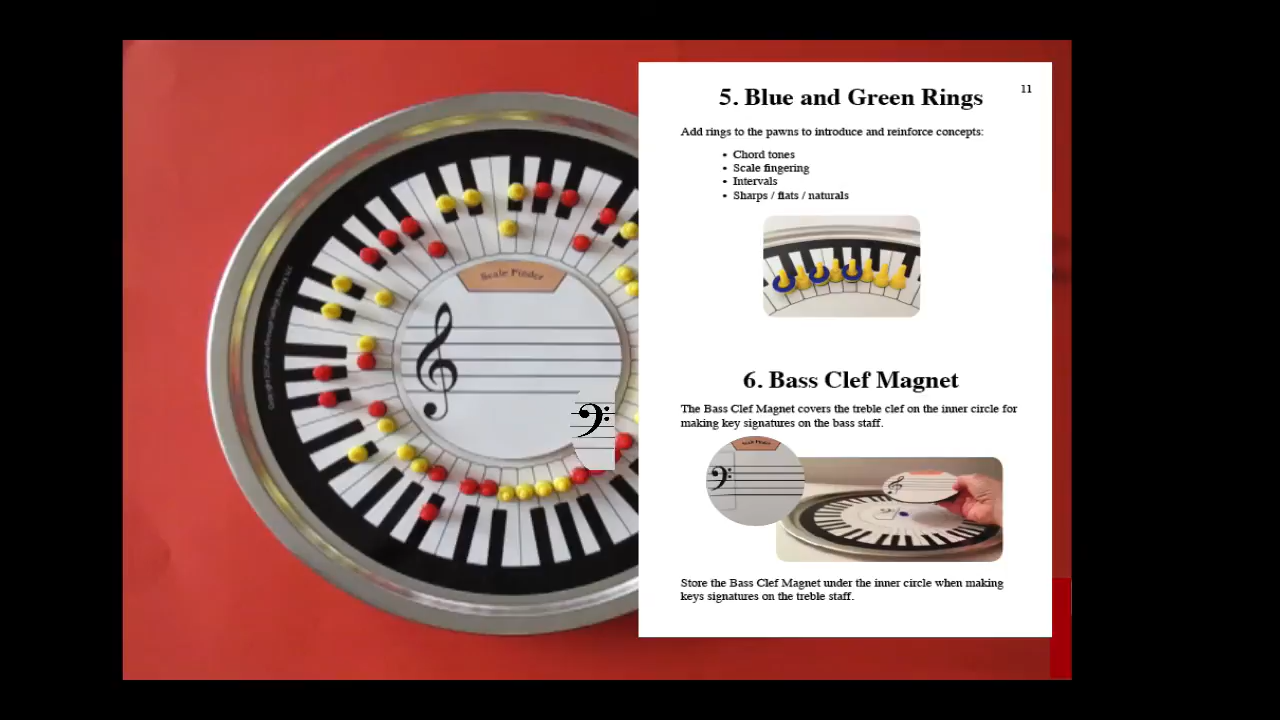 11
5. Blue and Green Rings
Add rings to the pawns to introduce and reinforce concepts:
• Chord tones
• Scale fingering
• Intervals
• Sharps / flats / naturals
Scale Finder
6. Bass Clef Magnet
The Bass Clef Magnet covers the treble clef on the inner circle for
making key signatures on the bass staff.
Scale Finder
Store the Bass Clef Magnet under the inner circle when making
keys signatures on the treble staff.